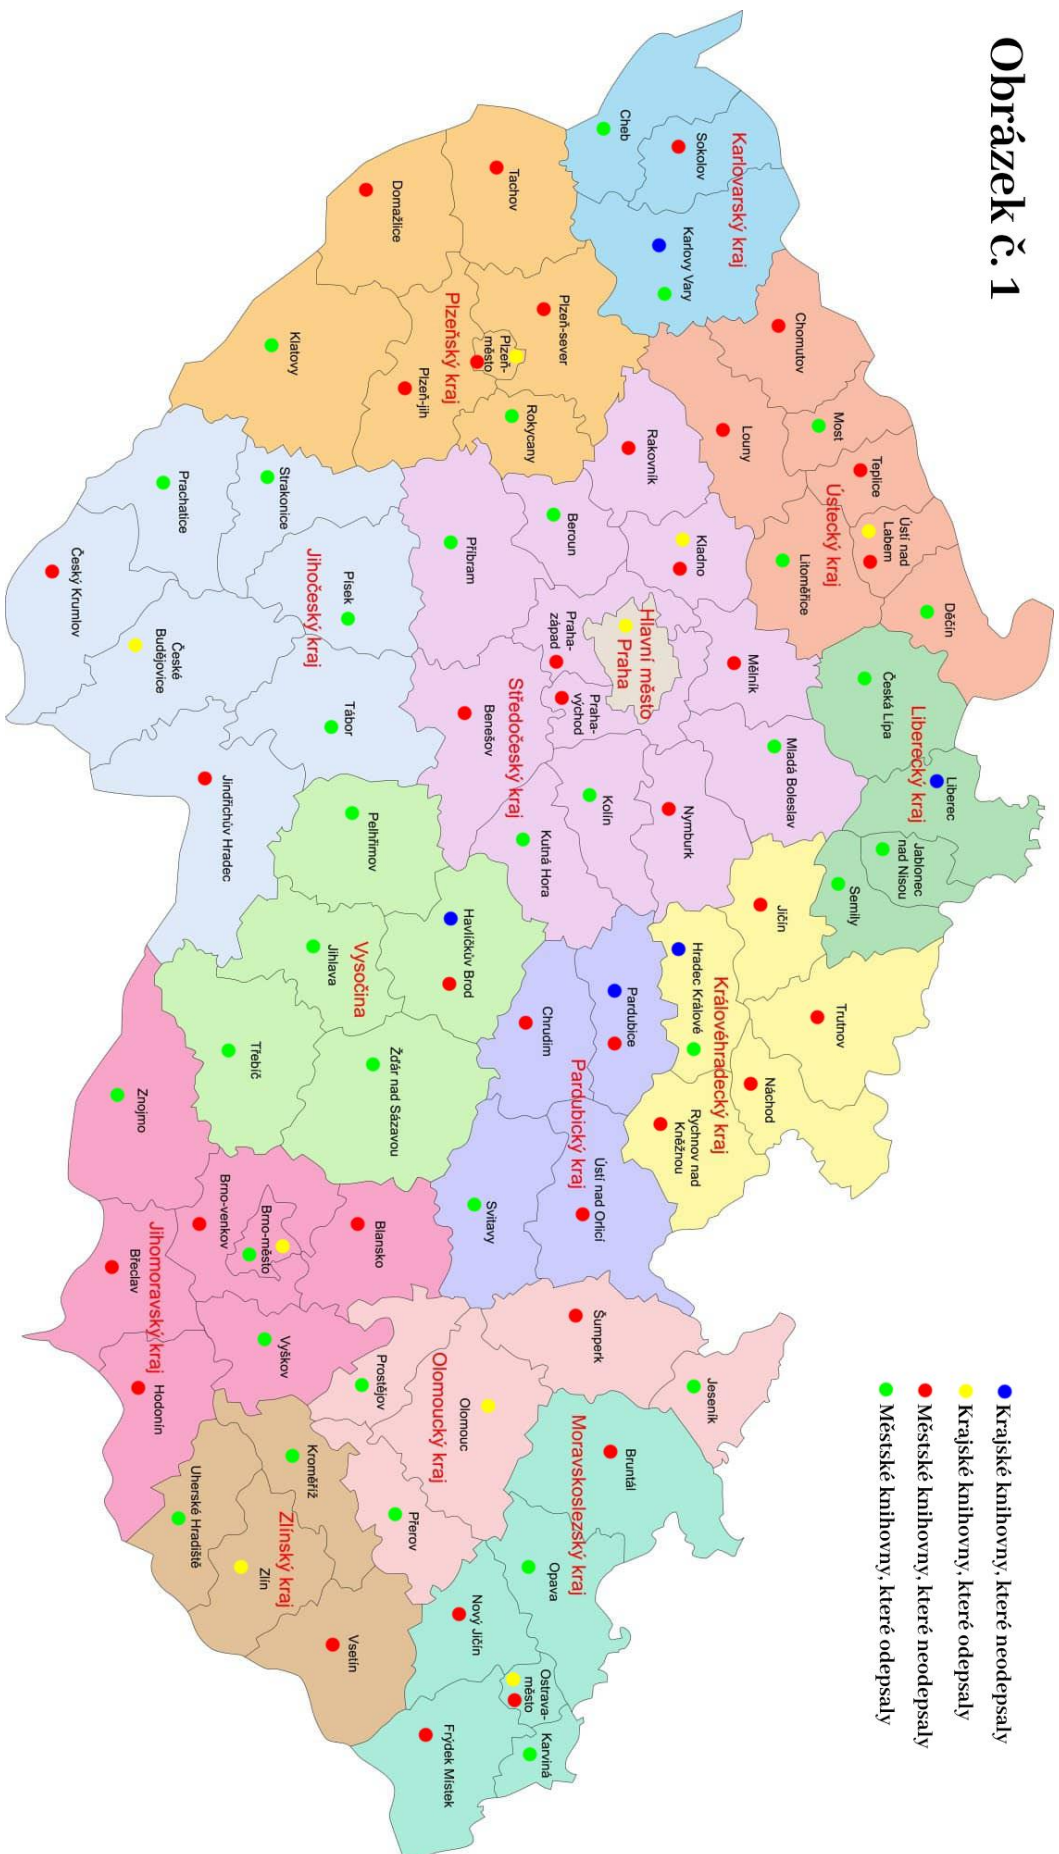 Obrázek č. 1
Krajské knihovny, které neodepsaly
Krajské knihovny, které odepsaly
Městské knihovny, které neodepsaly
Městské knihovny, které odepsaly
Karlovarský kraj
Sokolov
Cheb
Karlovy Vary
Ústecký kraj
Chomutov
Most
Teplice
Ústí nad
Labem
Děčín
Louny
Litoměřice
Liberecký kraj
Česká Lípa
Liberec
Jablonec
nad Nisou
Semily
Královéhradecký kraj
Jičín
Trutnov
Náchod
Hradec Králové
Rychnov nad
Kněžnou
Plzeňský kraj
Tachov
Domažlice
Plzeň-sever
Plzeň-
město
Plzeň-jih
Rokycany
Klatovy
Středočeský kraj
Rakovník
Kladno
Beroun
Příbram
Mělník
Mladá Boleslav
Praha-
západ
Praha-
východ
Benešov
Nymburk
Kolín
Kutná Hora
Hlavní město
Praha
Jihočeský kraj
Strakonice
Prachatice
Písek
Český Krumlov
České
Budějovice
Tábor
Jindřichův Hradec
Vysočina
Pelhřimov
Havlíčkův Brod
Jihlava
Třebíč
Žďár nad Sázavou
Pardubický kraj
Pardubice
Chrudim
Svitavy
Ústí nad Orlicí
Jihomoravský kraj
Znojmo
Brno-venkov
Brno-město
Blansko
Břeclav
Vyškov
Hodonín
Olomoucký kraj
Šumperk
Jeseník
Olomouc
Prostějov
Přerov
Zlínský kraj
Kroměříž
Uherské Hradiště
Zlín
Vsetín
Moravskoslezský kraj
Bruntál
Opava
Nový Jičín
Ostrava-
město
Karviná
Frýdek Místek